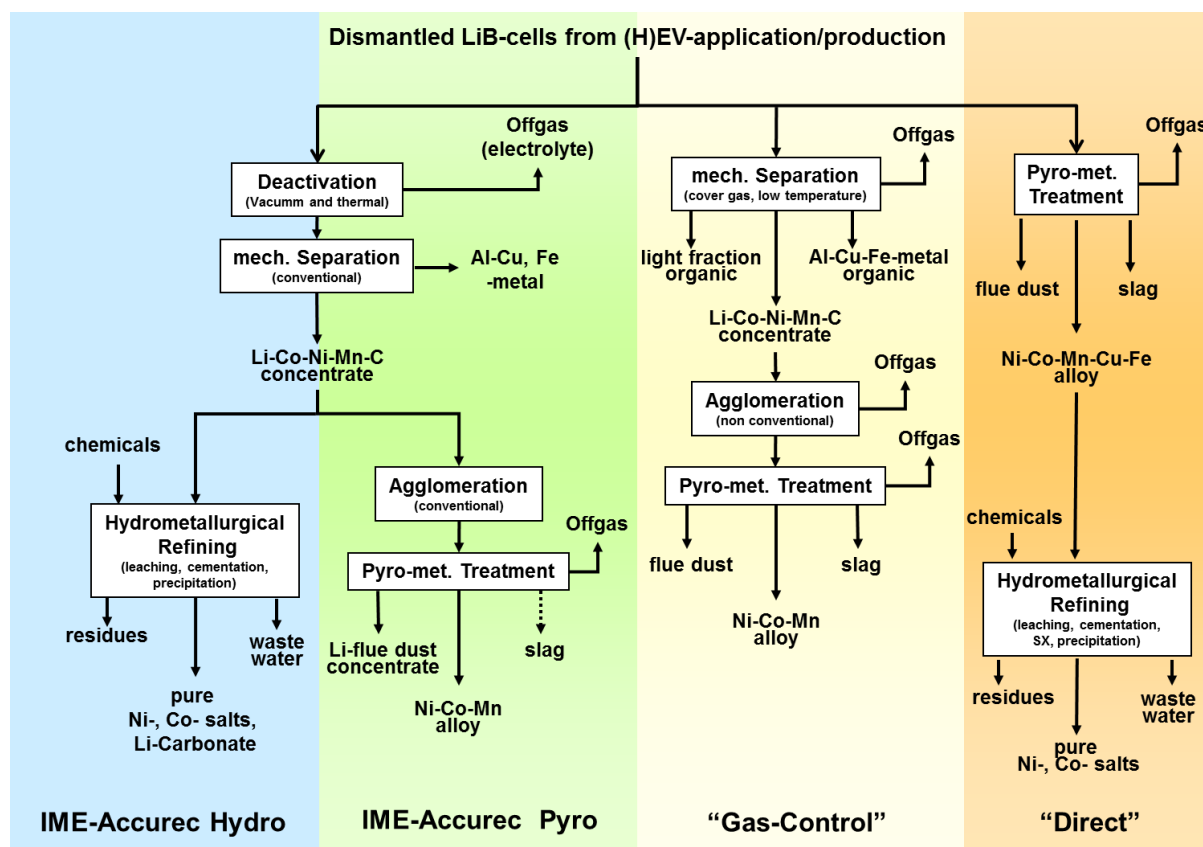 Dismantled LiB-cells from (H)EV-application/production
Offgas
(electrolyte)
Deactivation
(Vacumm and thermal)
mech. Separation
(conventional)
Al-Cu, Fe
-metal
Li-Co-Ni-Mn-C
concentrate
chemicals
Hydrometallurgical
Refining
(leaching, cementation,
precipitation)
residues
waste
water
pure
Ni-, Co- salts,
Li-Carbonate
IME-Accurec Hydro
Agglomeration
(conventional)
Offgas
Pyro-met. Treatment
Li-flue dust
concentrate
slag
Ni-Co-Mn
alloy
IME-Accurec Pyro
Offgas
mech. Separation
(cover gas, low temperature)
light fraction
organic
Al-Cu-Fe-metal
organic
Li-Co-Ni-Mn-C
concentrate
Offgas
Agglomeration
(non conventional)
Offgas
Pyro-met. Treatment
flue dust
slag
Ni-Co-Mn
alloy
“Gas-Control”
Offgas
Pyro-met.
Treatment
flue dust
slag
Ni-Co-Mn-Cu-Fe
alloy
chemicals
Hydrometallurgical
Refining
(leaching, cementation,
SX, precipitation)
residues
waste
water
pure
Ni-, Co- salts
“Direct”